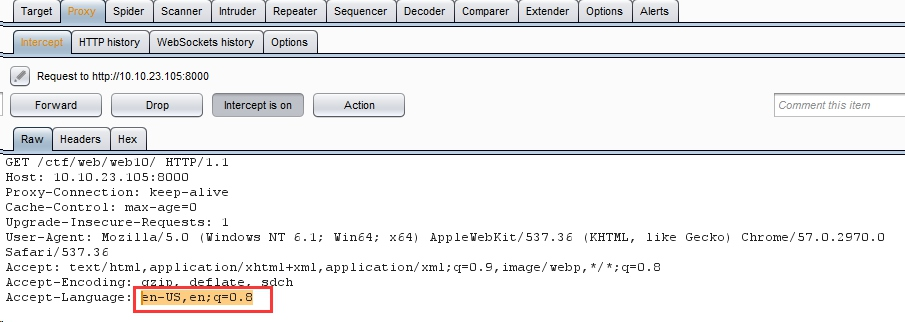 Target Proxy Spider Scanner Intruder Repeater Sequencer Decoder Comparer Extender Options Alerts
Intercept HTTP history WebSockets history Options
Request to http://10.10.23.105:8000
Forward Drop Intercept is on Action Comment this item
Raw Headers Hex
GET /ctf/web/web10/ HTTP/1.1
Host: 10.10.23.105:8000
Proxy-Connection: keep-alive
Cache-Control: max-age=0
Upgrade-Insecure-Requests: 1
User-Agent: Mozilla/5.0 (Windows NT 6.1; Win64; x64) AppleWebKit/537.36 (KHTML, like Gecko) Chrome/57.0.2970.0
Safari/537.36
Accept: text/html,application/xhtml+xml,application/xml;q=0.9,image/webp,*/*;q=0.8
Accept-Encoding: gzip, deflate, sdch
Accept-Language: en-US,en;q=0.8